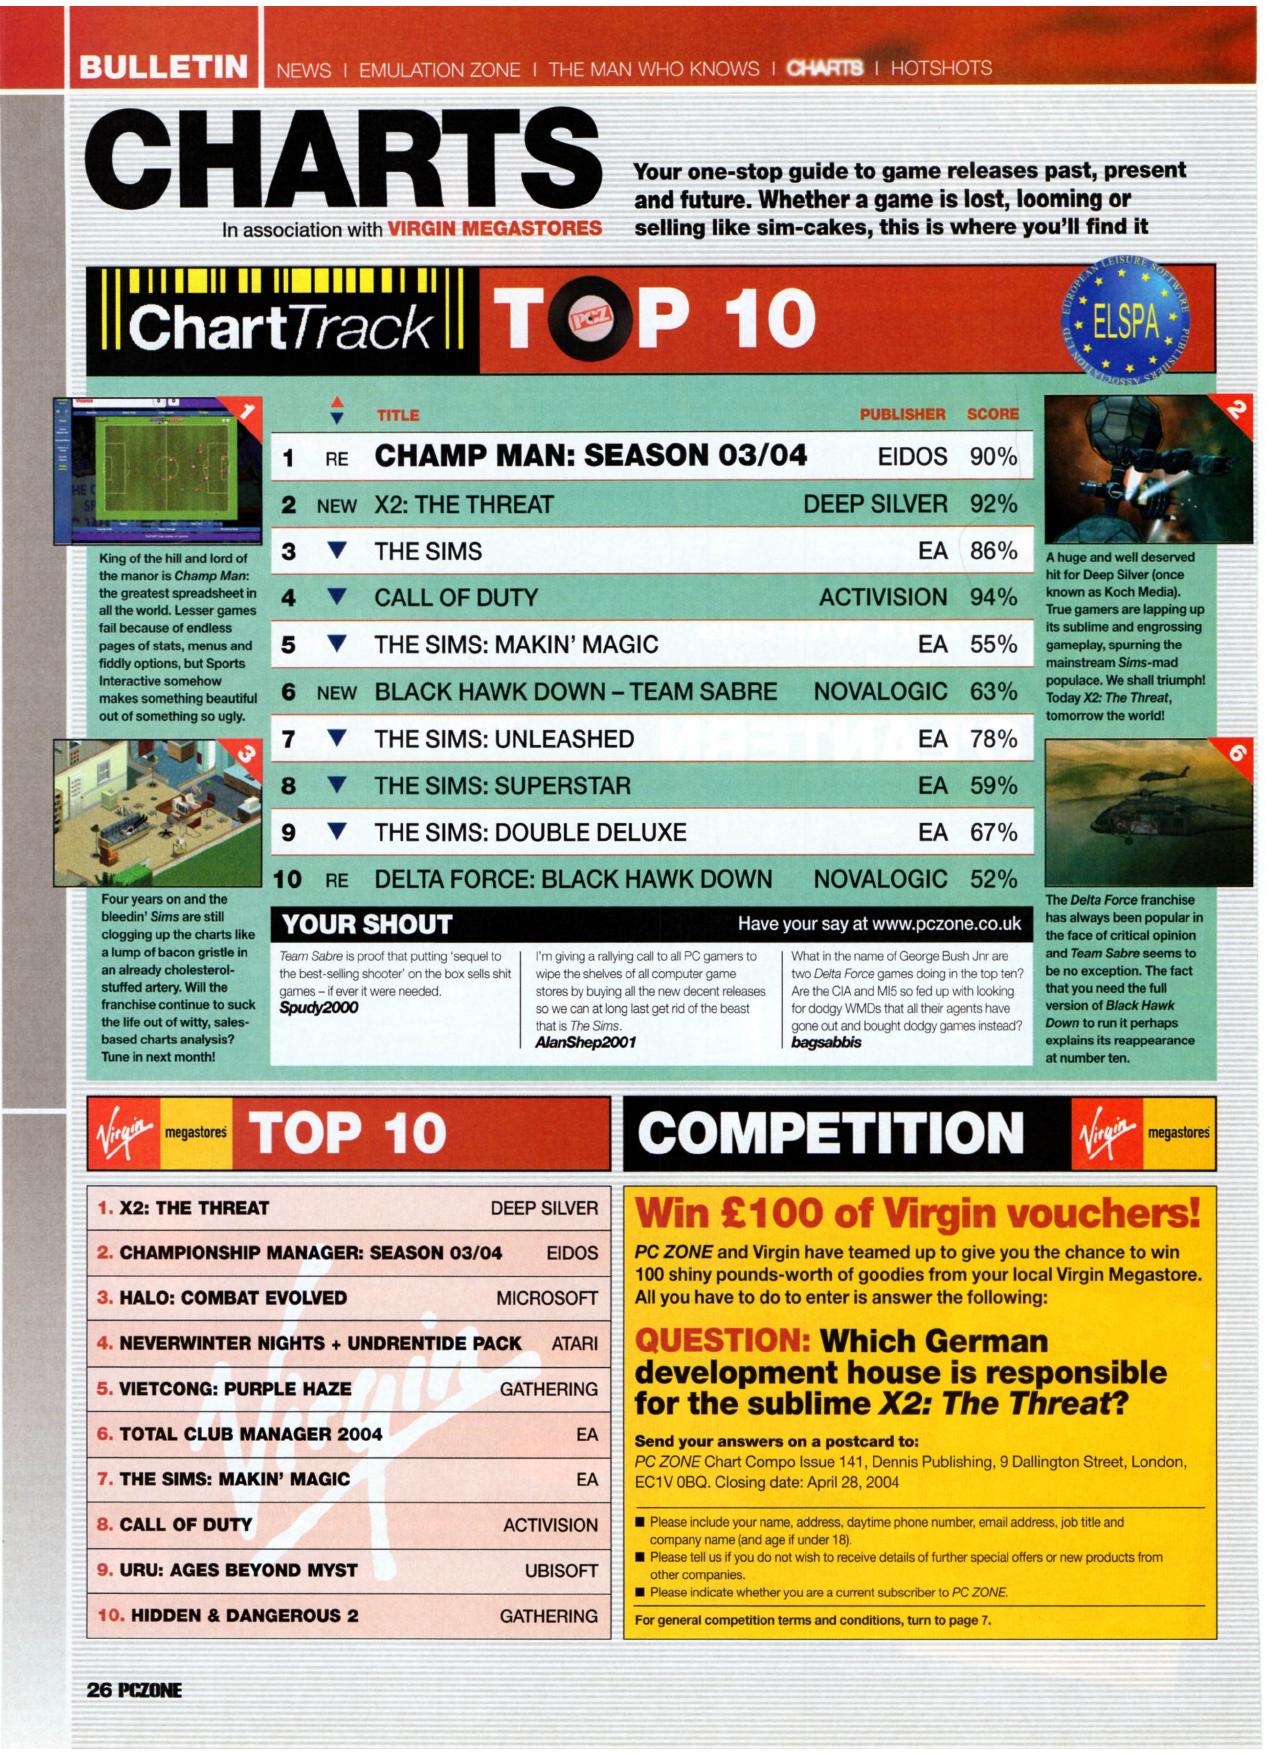 BULLETIN
NEWS | EMULATION ZONE | THE MAN WHO KNOWS | CHARTS | HOTSHOTS
CHARTS
In association with VIRGIN MEGASTORES
Your one-stop guide to game releases past, present
and future. Whether a game is lost, looming or
selling like sim-cakes, this is where you'll find it
ChartTrack
TOP 10
PCZ
EUROPEAN LEISURE SOFTWARE PUBLISHERS ASSOCIATION LTD
ELSPA
1
King of the hill and lord of
the manor is Champ Man:
the greatest spreadsheet in
all the world. Lesser games
fail because of endless
pages of stats, menus and
fiddly options, but Sports
Interactive somehow
makes something beautiful
out of something so ugly.
3
Four years on and the
bleedin' Sims are still
clogging up the charts like
a lump of bacon gristle in
an already cholesterol-
stuffed artery. Will the
franchise continue to suck
the life out of witty, sales-
based charts analysis?
Tune in next month!
TITLE PUBLISHER SCORE
1 RE CHAMP MAN: SEASON 03/04 EIDOS 90%
2 NEW X2: THE THREAT DEEP SILVER 92%
3 ▼ THE SIMS EA 86%
4 ▼ CALL OF DUTY ACTIVISION 94%
5 ▼ THE SIMS: MAKIN' MAGIC EA 55%
6 NEW BLACK HAWK DOWN – TEAM SABRE NOVALOGIC 63%
7 ▼ THE SIMS: UNLEASHED EA 78%
8 ▼ THE SIMS: SUPERSTAR EA 59%
9 ▼ THE SIMS: DOUBLE DELUXE EA 67%
10 RE DELTA FORCE: BLACK HAWK DOWN NOVALOGIC 52%
2
A huge and well deserved
hit for Deep Silver (once
known as Koch Media).
True gamers are lapping up
its sublime and engrossing
gameplay, spurning the
mainstream Sims-mad
populace. We shall triumph!
Today X2: The Threat,
tomorrow the world!
6
The Delta Force franchise
has always been popular in
the face of critical opinion
and Team Sabre seems to
be no exception. The fact
that you need the full
version of Black Hawk
Down to run it perhaps
explains its reappearance
at number ten.
YOUR SHOUT Have your say at www.pczone.co.uk
Team Sabre is proof that putting 'sequel to
the best-selling shooter' on the box sells shit
games – if ever it were needed.
Spudy2000
I'm giving a rallying call to all PC gamers to
wipe the shelves of all computer game
stores by buying all the new decent releases
so we can at long last get rid of the beast
that is The Sims.
AlanShep2001
What in the name of George Bush Jnr are
two Delta Force games doing in the top ten?
Are the CIA and MI5 so fed up with looking
for dodgy WMDs that all their agents have
gone out and bought dodgy games instead?
bagsabbis
Virgin megastores TOP 10
1. X2: THE THREAT DEEP SILVER
2. CHAMPIONSHIP MANAGER: SEASON 03/04 EIDOS
3. HALO: COMBAT EVOLVED MICROSOFT
4. NEVERWINTER NIGHTS + UNDRENTIDE PACK ATARI
5. VIETCONG: PURPLE HAZE GATHERING
6. TOTAL CLUB MANAGER 2004 EA
7. THE SIMS: MAKIN' MAGIC EA
8. CALL OF DUTY ACTIVISION
9. URU: AGES BEYOND MYST UBISOFT
10. HIDDEN & DANGEROUS 2 GATHERING
Virgin
COMPETITION Virgin megastores
Win £100 of Virgin vouchers!
PC ZONE and Virgin have teamed up to give you the chance to win
100 shiny pounds-worth of goodies from your local Virgin Megastore.
All you have to do to enter is answer the following:
QUESTION: Which German
development house is responsible
for the sublime X2: The Threat?
Send your answers on a postcard to:
PC ZONE Chart Compo Issue 141, Dennis Publishing, 9 Dallington Street, London,
EC1V 0BQ. Closing date: April 28, 2004
■ Please include your name, address, daytime phone number, email address, job title and
company name (and age if under 18).
■ Please tell us if you do not wish to receive details of further special offers or new products from
other companies.
■ Please indicate whether you are a current subscriber to PC ZONE.
For general competition terms and conditions, turn to page 7.
26 PCZONE